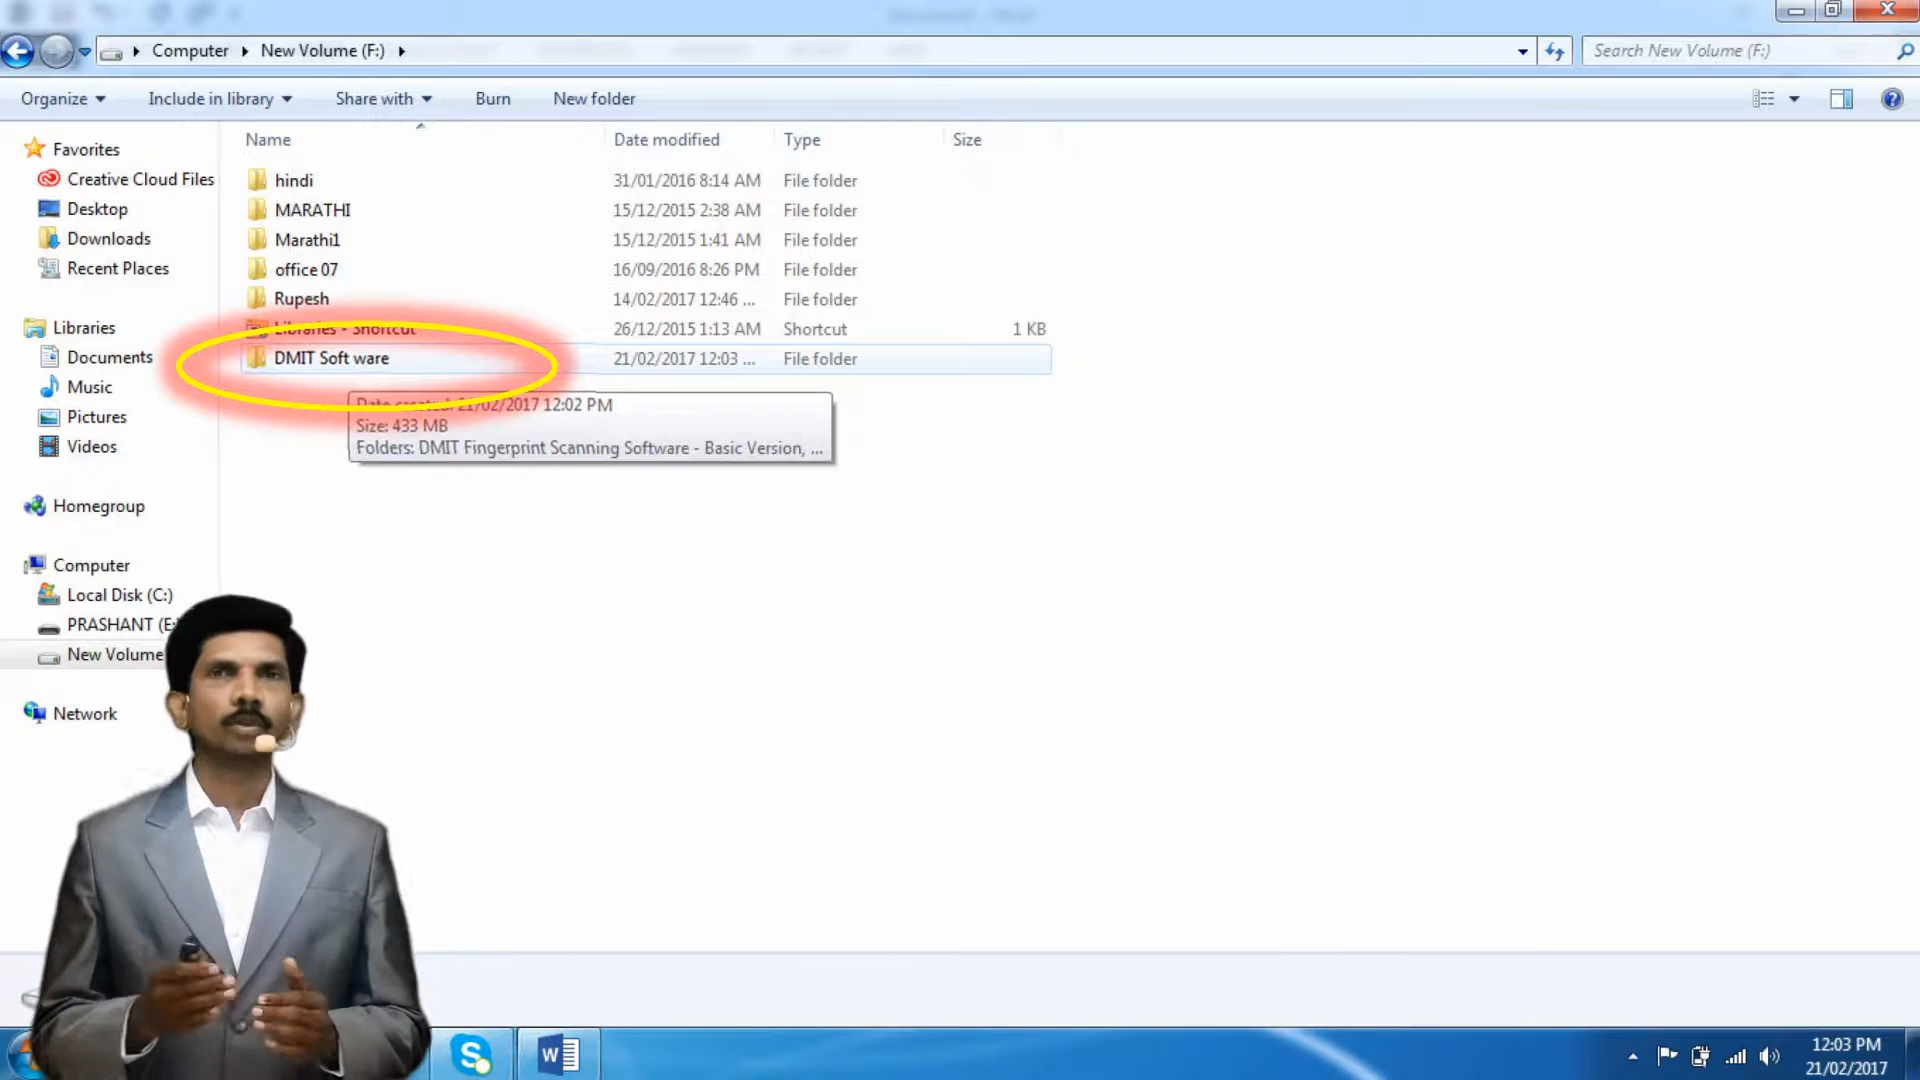 Computer
New Volume (F:)
Search New Volume (F:)
Organize
Include in library
Share with
Burn
New folder
Name
Date modified
Type
Size
Favorites
Creative Cloud Files
Desktop
Downloads
Recent Places
Libraries
Documents
Music
Pictures
Videos
Homegroup
Computer
Local Disk (C:)
PRASHANT (E:
New Volume
Network
hindi 31/01/2016 8:14 AM File folder
MARATHI 15/12/2015 2:38 AM File folder
Marathi1 15/12/2015 1:41 AM File folder
office 07 16/09/2016 8:26 PM File folder
Rupesh 14/02/2017 12:46 ... File folder
Libraries - Shortcut 26/12/2015 1:13 AM Shortcut 1 KB
DMIT Soft ware 21/02/2017 12:03 ... File folder
Date created: 21/02/2017 12:02 PM
Size: 433 MB
Folders: DMIT Fingerprint Scanning Software - Basic Version, ...
12:03 PM
21/02/2017